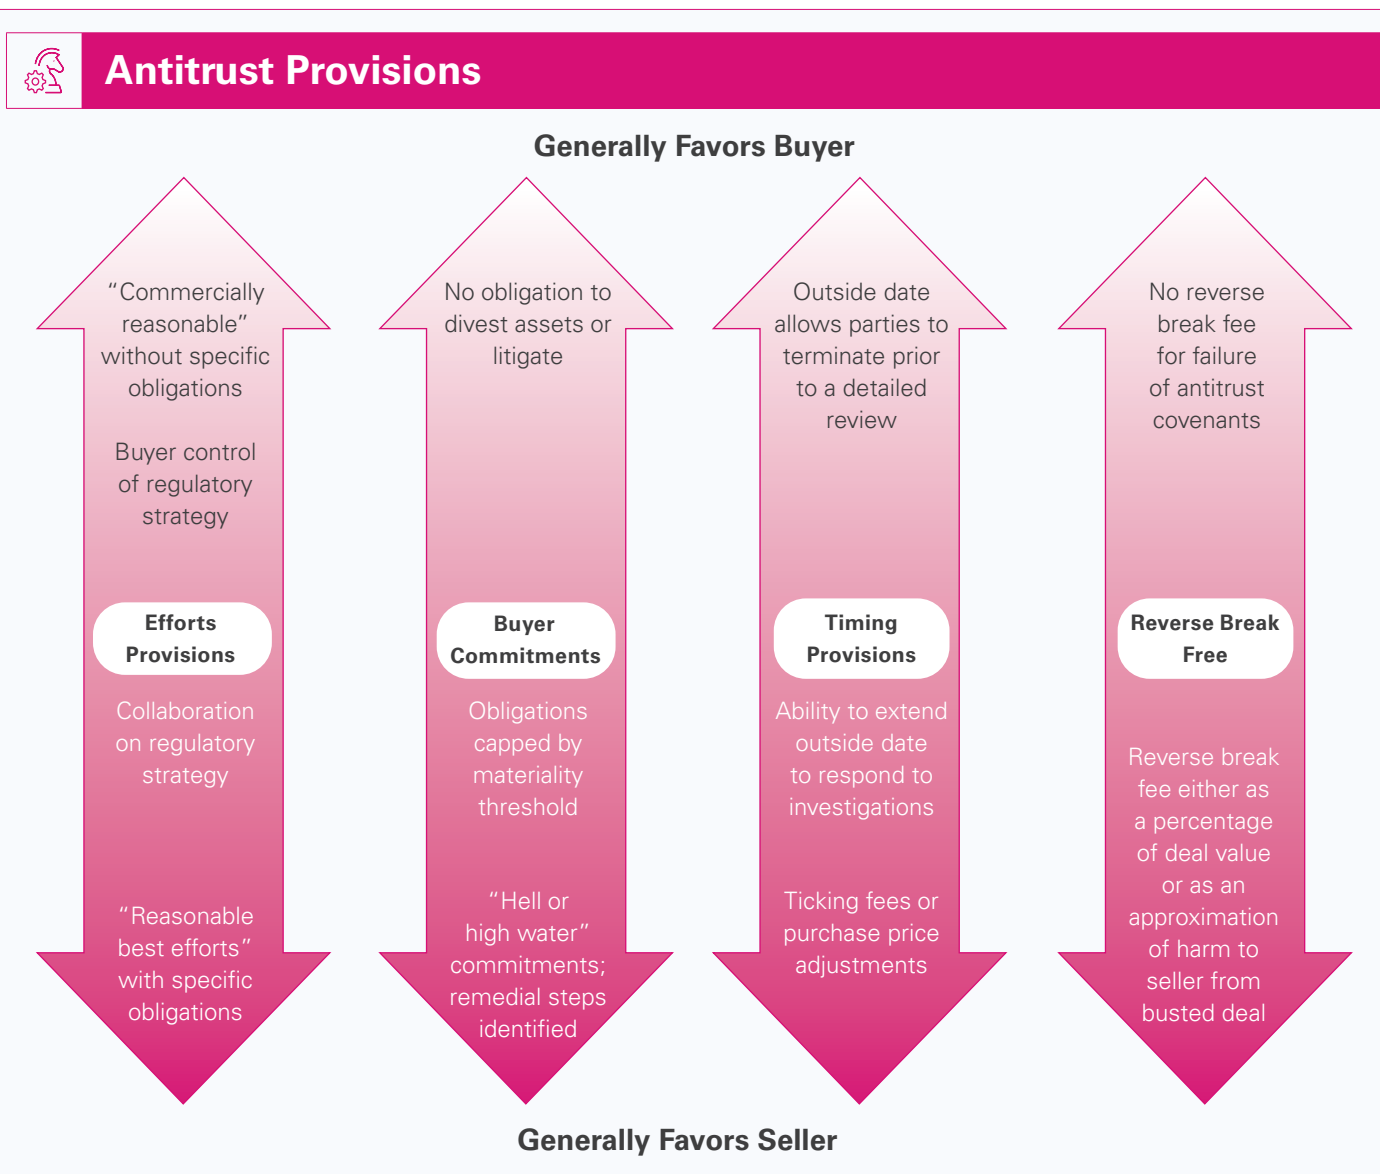 Antitrust Provisions
Generally Favors Buyer
“Commercially
reasonable”
without specific
obligations
Buyer control
of regulatory
strategy
Efforts
Provisions
Collaboration
on regulatory
strategy
“Reasonable
best efforts”
with specific
obligations
No obligation to
divest assets or
litigate
Buyer
Commitments
Obligations
capped by
materiality
threshold
“Hell or
high water”
commitments;
remedial steps
identified
Outside date
allows parties to
terminate prior
to a detailed
review
Timing
Provisions
Ability to extend
outside date
to respond to
investigations
Ticking fees or
purchase price
adjustments
No reverse
break fee
for failure
of antitrust
covenants
Reverse Break
Free
Reverse break
fee either as
a percentage
of deal value
or as an
approximation
of harm to
seller from
busted deal
Generally Favors Seller